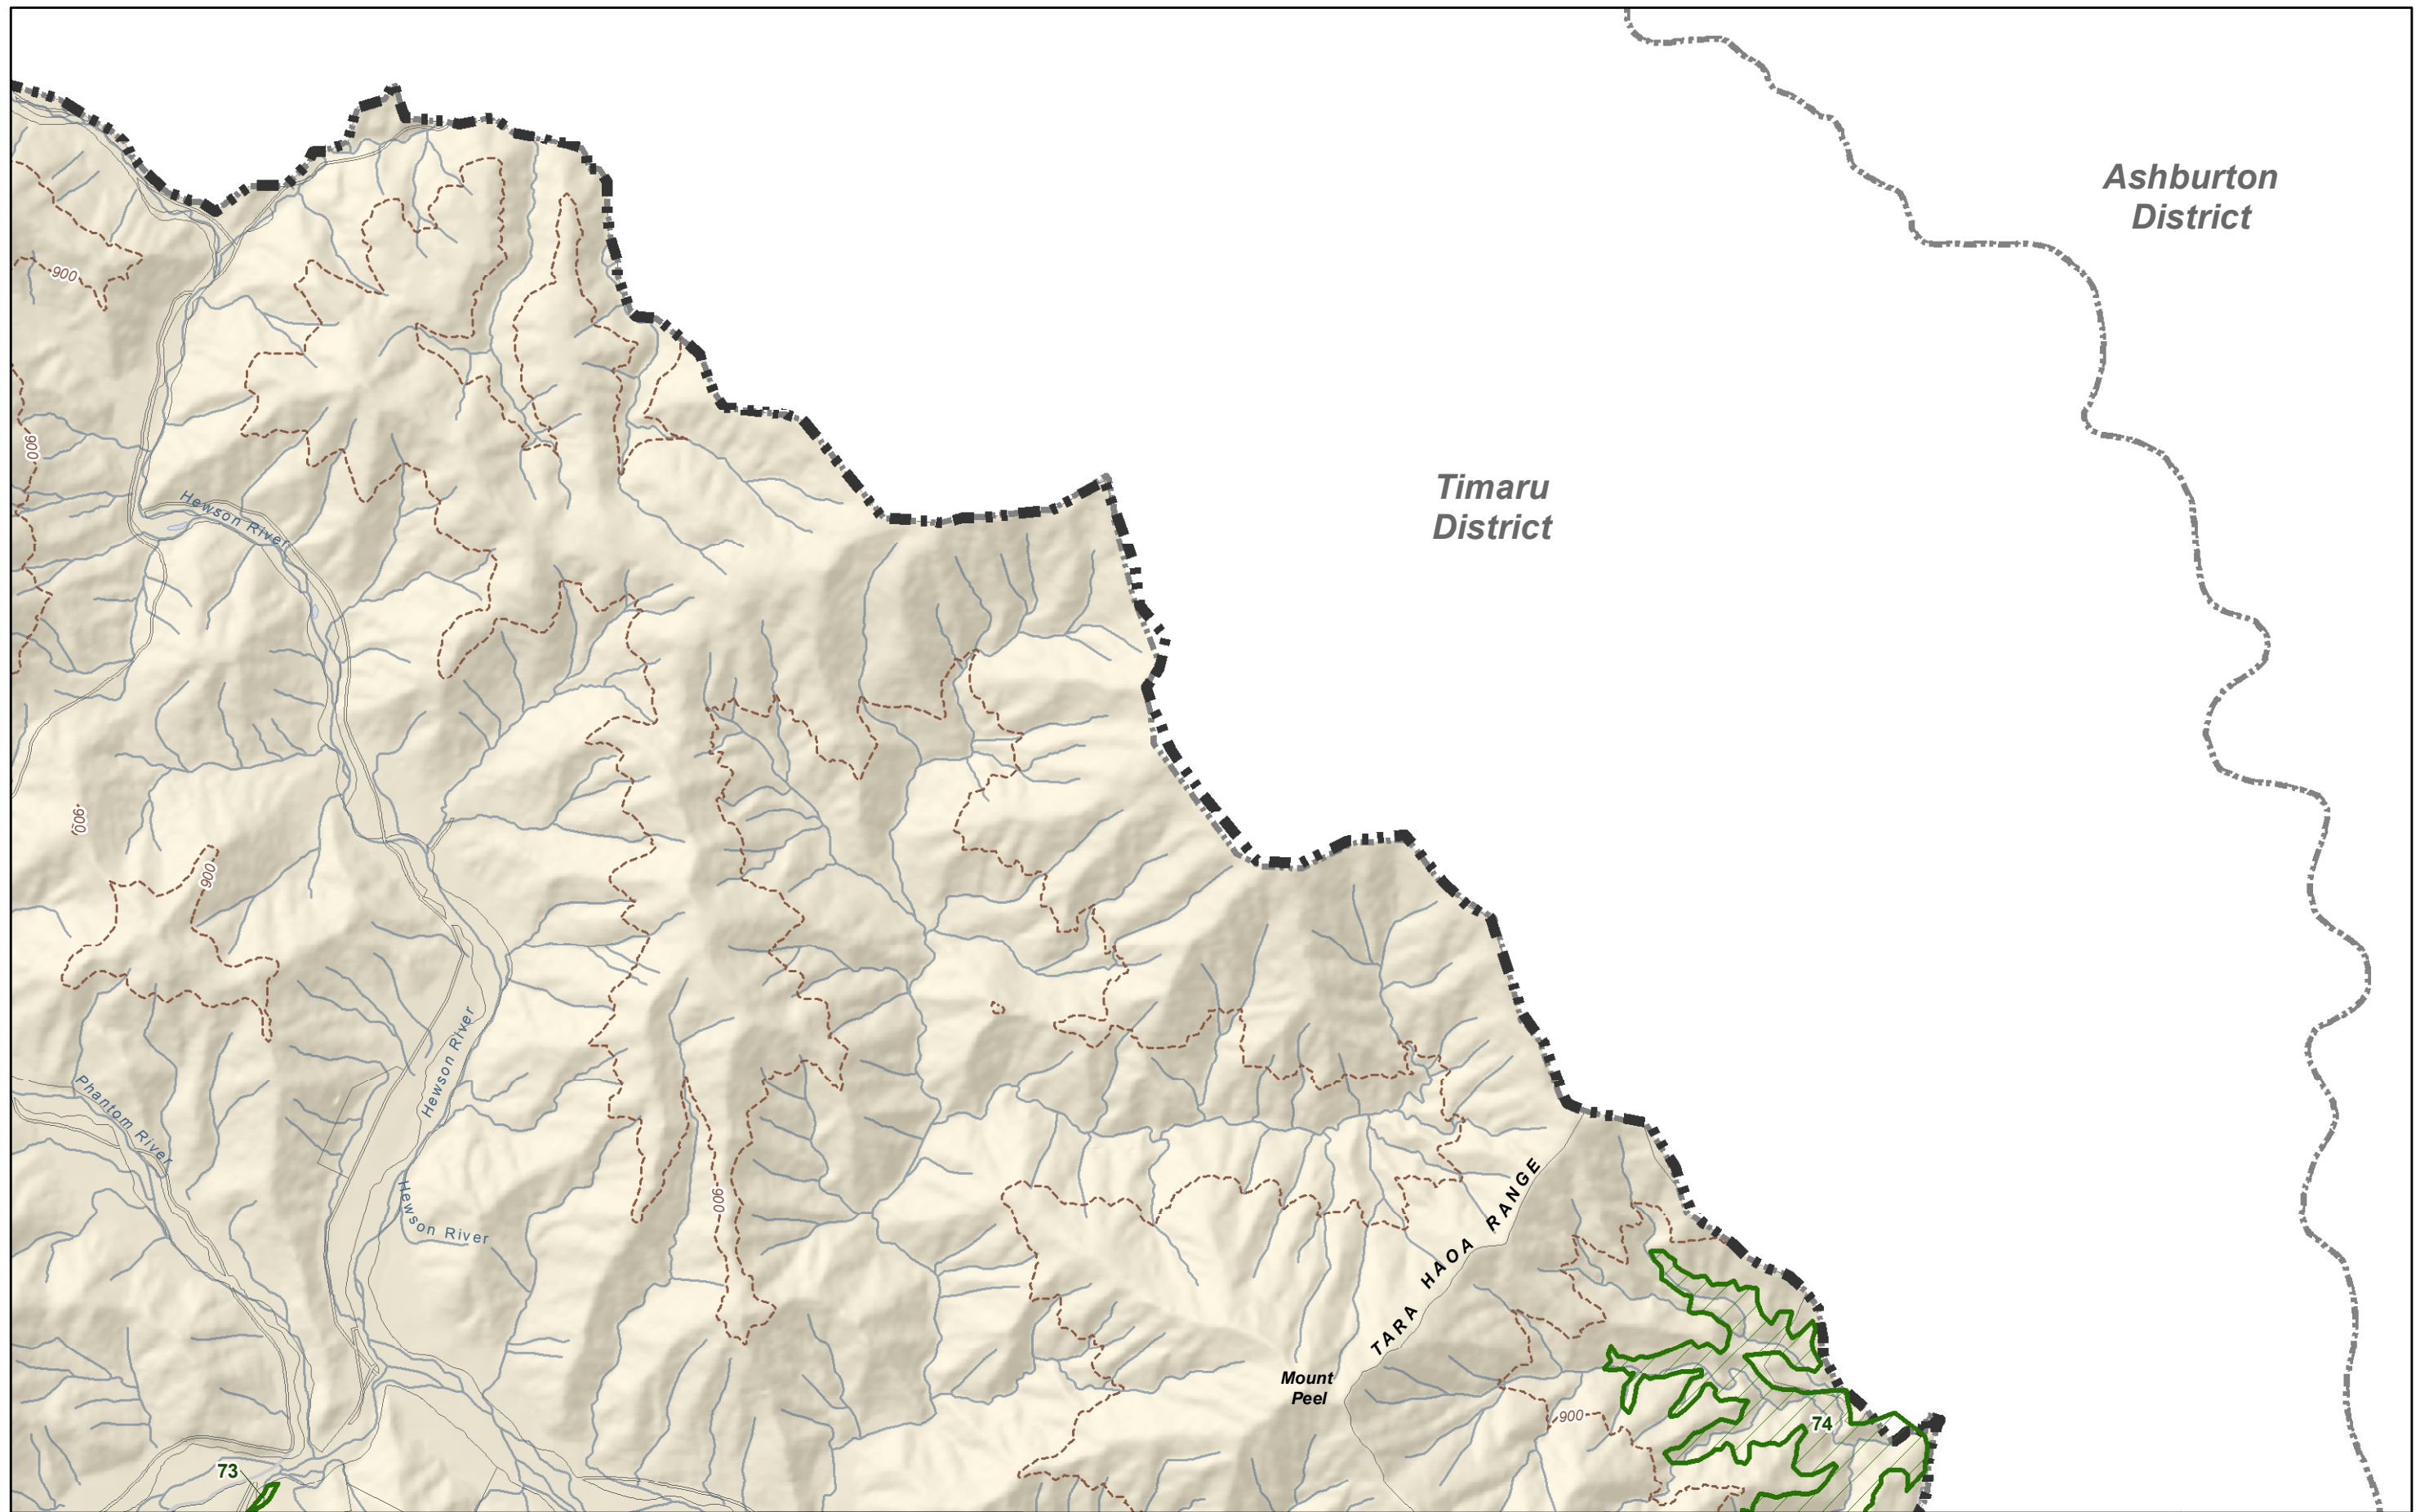 Ashburton
District
900
900
Timaru
District
Hewson River
900
900
Hewson River
Phantom River
Hewson River
900
TARA HAOA RANGE
Mount
Peel
900
74
73